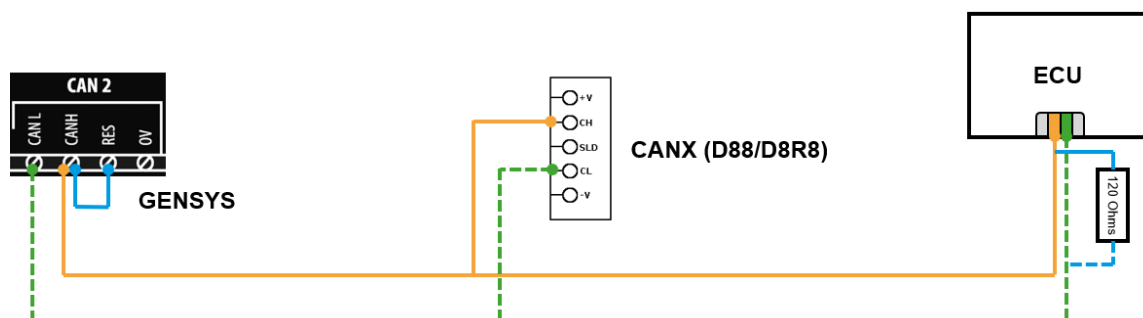 CAN 2
CAN L
CANH
RES
0V
GENSYS
+V
CH
SLD
CL
-V
CANX (D88/D8R8)
ECU
120 Ohms